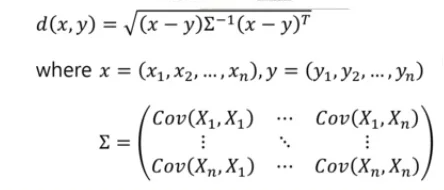 d(x, y) = √(x − y)Σ⁻¹(x − y)ᵀ
where x = (x₁, x₂, ..., xₙ), y = (y₁, y₂, ..., yₙ)
Cov(X₁, X₁) ⋯ Cov(X₁, Xₙ)
Σ = ( ⋮ ⋱ ⋮ )
Cov(Xₙ, X₁) ⋯ Cov(Xₙ, Xₙ)